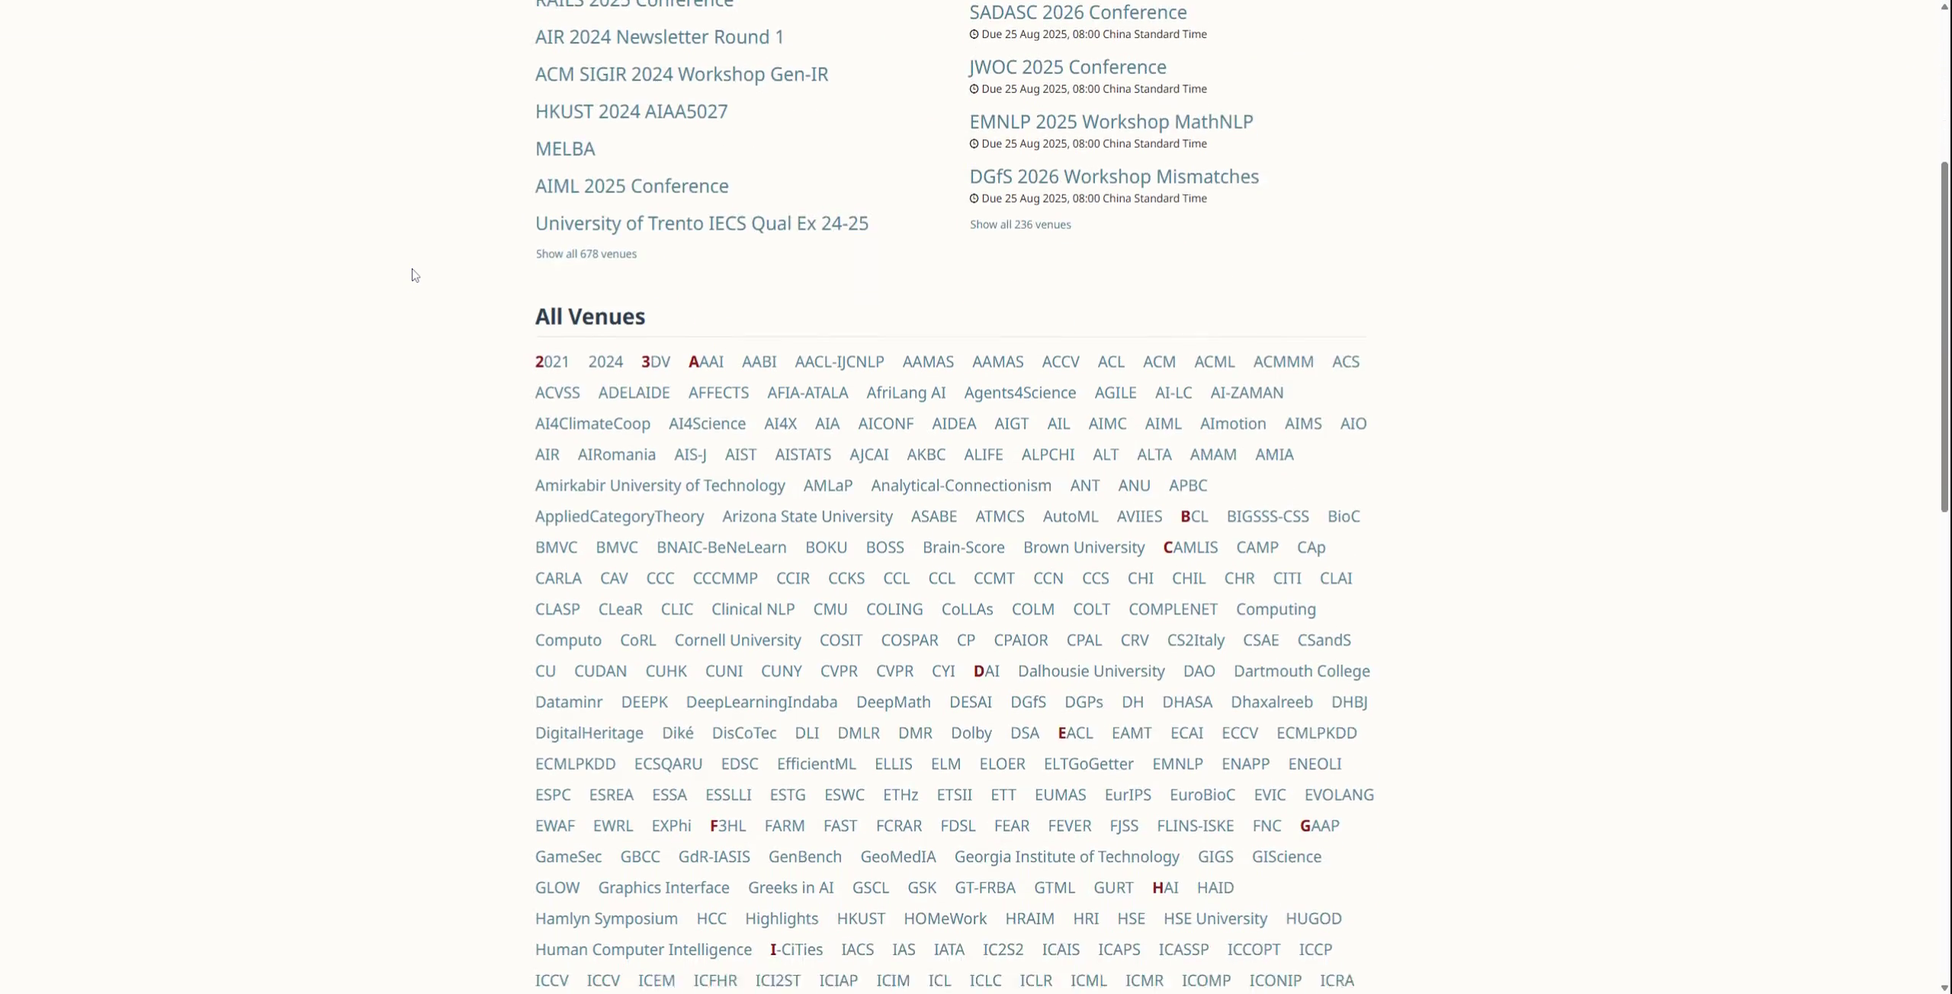 RAILS 2025 Conference
AIR 2024 Newsletter Round 1
ACM SIGIR 2024 Workshop Gen-IR
HKUST 2024 AIAA5027
MELBA
AIML 2025 Conference
University of Trento IECS Qual Ex 24-25
Show all 678 venues
SADASC 2026 Conference
Due 25 Aug 2025, 08:00 China Standard Time
JWOC 2025 Conference
Due 25 Aug 2025, 08:00 China Standard Time
EMNLP 2025 Workshop MathNLP
Due 25 Aug 2025, 08:00 China Standard Time
DGfS 2026 Workshop Mismatches
Due 25 Aug 2025, 08:00 China Standard Time
Show all 236 venues
All Venues
2021 2024 3DV AAAI AABI AACL-IJCNLP AAMAS AAMAS ACCV ACL ACM ACML ACMMM ACS
ACVSS ADELAIDE AFFECTS AFIA-ATALA AfriLang AI Agents4Science AGILE AI-LC AI-ZAMAN
AI4ClimateCoop AI4Science AI4X AIA AICONF AIDEA AIGT AIL AIMC AIML AImotion AIMS AIO
AIR AIRomania AIS-J AIST AISTATS AJCAI AKBC ALIFE ALPCHI ALT ALTA AMAM AMIA
Amirkabir University of Technology AMLaP Analytical-Connectionism ANT ANU APBC
AppliedCategoryTheory Arizona State University ASABE ATMCS AutoML AVIIES BCL BIGSSS-CSS BioC
BMVC BMVC BNAIC-BeNeLearn BOKU BOSS Brain-Score Brown University CAMLIS CAMP CAp
CARLA CAV CCC CCCMMP CCIR CCKS CCL CCL CCMT CCN CCS CHI CHIL CHR CITI CLAI
CLASP CLeaR CLIC Clinical NLP CMU COLING CoLLAs COLM COLT COMPLENET Computing
Computo CoRL Cornell University COSIT COSPAR CP CPAIOR CPAL CRV CS2Italy CSAE CSandS
CU CUDAN CUHK CUNI CUNY CVPR CVPR CYI DAI Dalhousie University DAO Dartmouth College
Dataminr DEEPK DeepLearningIndaba DeepMath DESAI DGfS DGPs DH DHASA Dhaxalreeb DHBJ
DigitalHeritage Diké DisCoTec DLI DMLR DMR Dolby DSA EACL EAMT ECAI ECCV ECMLPKDD
ECMLPKDD ECSQARU EDSC EfficientML ELLIS ELM ELOER ELTGoGetter EMNLP ENAPP ENEOLI
ESPC ESREA ESSA ESSLLI ESTG ESWC ETHz ETSII ETT EUMAS EurIPS EuroBioC EVIC EVOLANG
EWAF EWRL EXPhi F3HL FARM FAST FCRAR FDSL FEAR FEVER FJSS FLINS-ISKE FNC GAAP
GameSec GBCC GdR-IASIS GenBench GeoMedIA Georgia Institute of Technology GIGS GIScience
GLOW Graphics Interface Greeks in AI GSCL GSK GT-FRBA GTML GURT HAI HAID
Hamlyn Symposium HCC Highlights HKUST HOMeWork HRAIM HRI HSE HSE University HUGOD
Human Computer Intelligence I-CiTies IACS IAS IATA IC2S2 ICAIS ICAPS ICASSP ICCOPT ICCP
ICCV ICCV ICEM ICFHR ICI2ST ICIAP ICIM ICL ICLC ICLR ICML ICMR ICOMP ICONIP ICRA